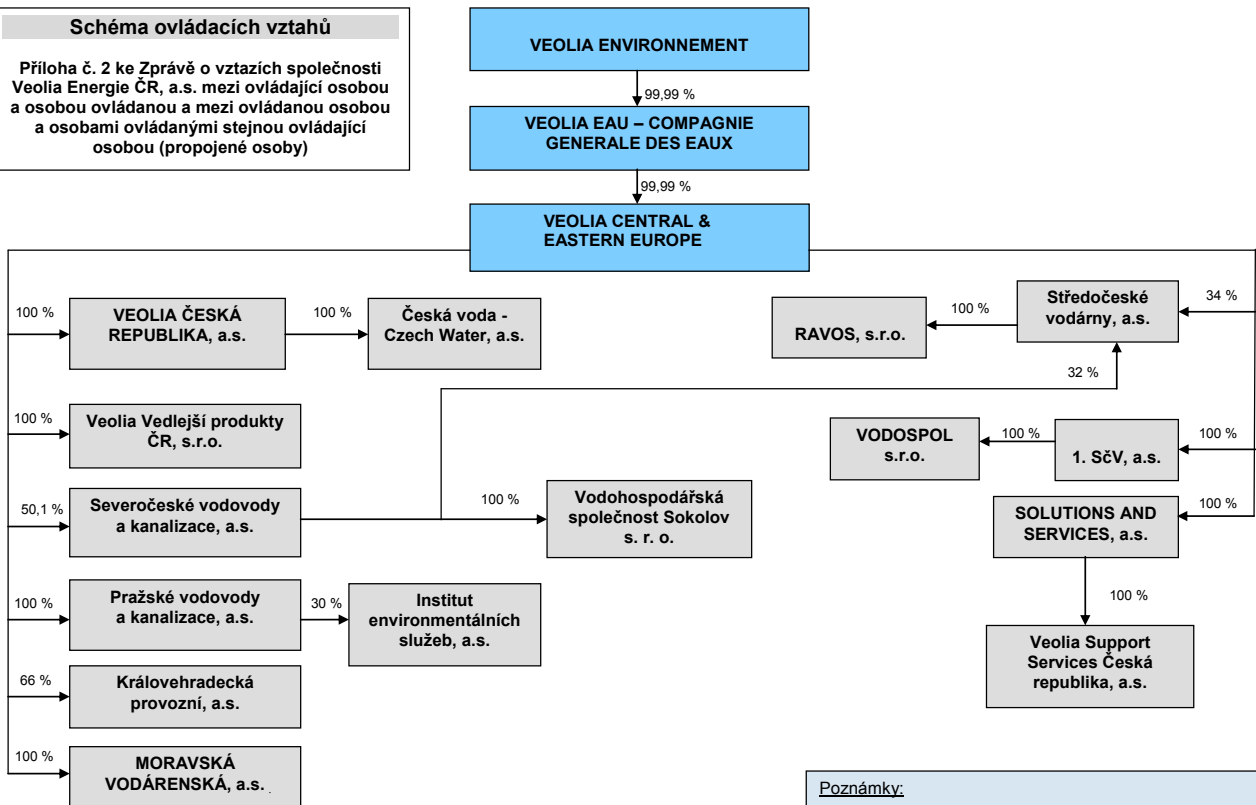 Schéma ovládacích vztahů
Příloha č. 2 ke Zprávě o vztazích společnosti
Veolia Energie ČR, a.s. mezi ovládající osobou
a osobou ovládanou a mezi ovládanou osobou
a osobami ovládanými stejnou ovládající
osobou (propojené osoby)
VEOLIA ENVIRONNEMENT
99,99 %
VEOLIA EAU – COMPAGNIE
GENERALE DES EAUX
99,99 %
VEOLIA CENTRAL &
EASTERN EUROPE
100 %
VEOLIA ČESKÁ
REPUBLIKA, a.s.
100 %
Česká voda -
Czech Water, a.s.
100 %
RAVOS, s.r.o.
Středočeské
vodárny, a.s.
34 %
32 %
100 %
Veolia Vedlejší produkty
ČR, s.r.o.
VODOSPOL
s.r.o.
100 %
1. SčV, a.s.
100 %
50,1 %
Severočeské vodovody
a kanalizace, a.s.
100 %
Vodohospodářská
společnost Sokolov
s. r. o.
SOLUTIONS AND
SERVICES, a.s.
100 %
100 %
Pražské vodovody
a kanalizace, a.s.
30 %
Institut
environmentálních
služeb, a.s.
100 %
Veolia Support
Services Česká
republika, a.s.
66 %
Královehradecká
provozní, a.s.
100 %
MORAVSKÁ
VODÁRENSKÁ, a.s.
Poznámky: